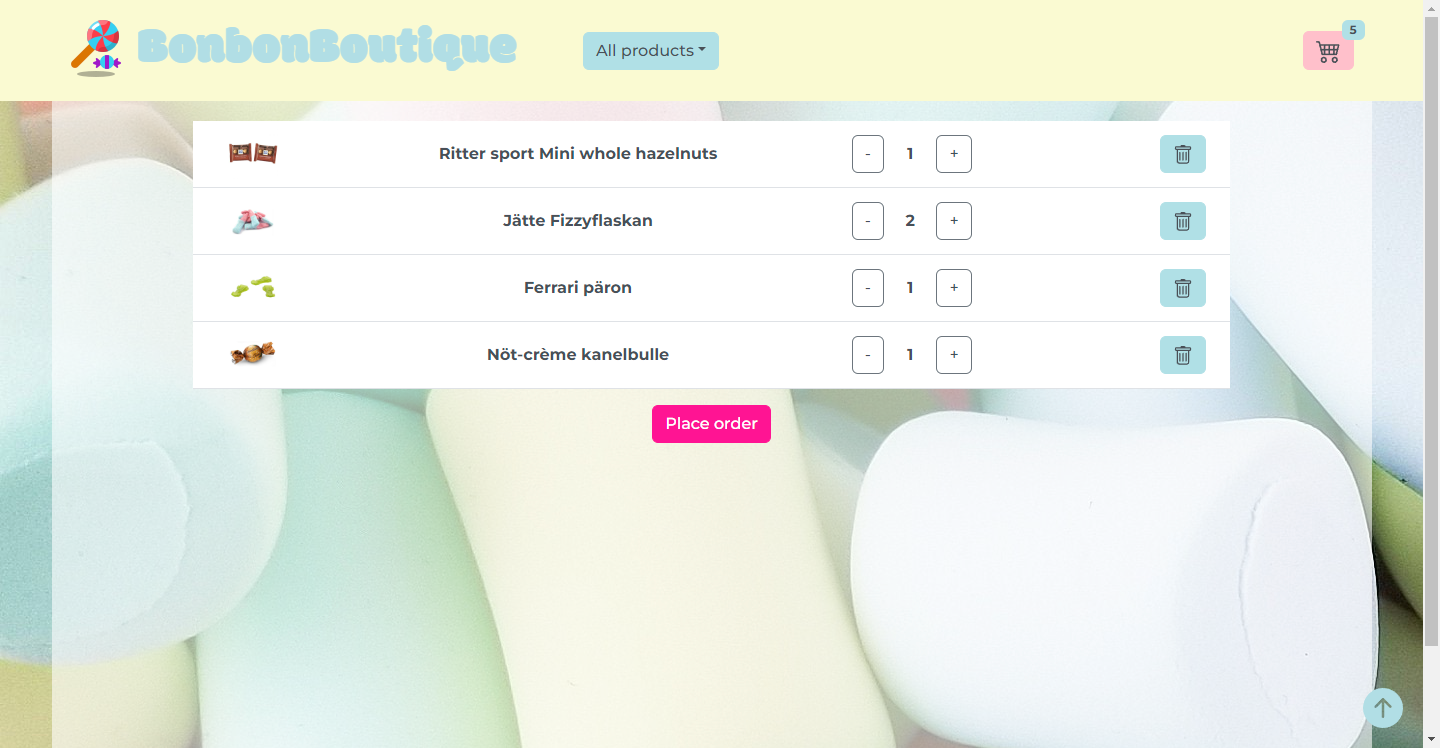 BonbonBoutique
All products
5
Ritter sport Mini whole hazelnuts
- 1 +
Jätte Fizzyflaskan
- 2 +
Ferrari päron
- 1 +
Nöt-crème kanelbulle
- 1 +
Place order